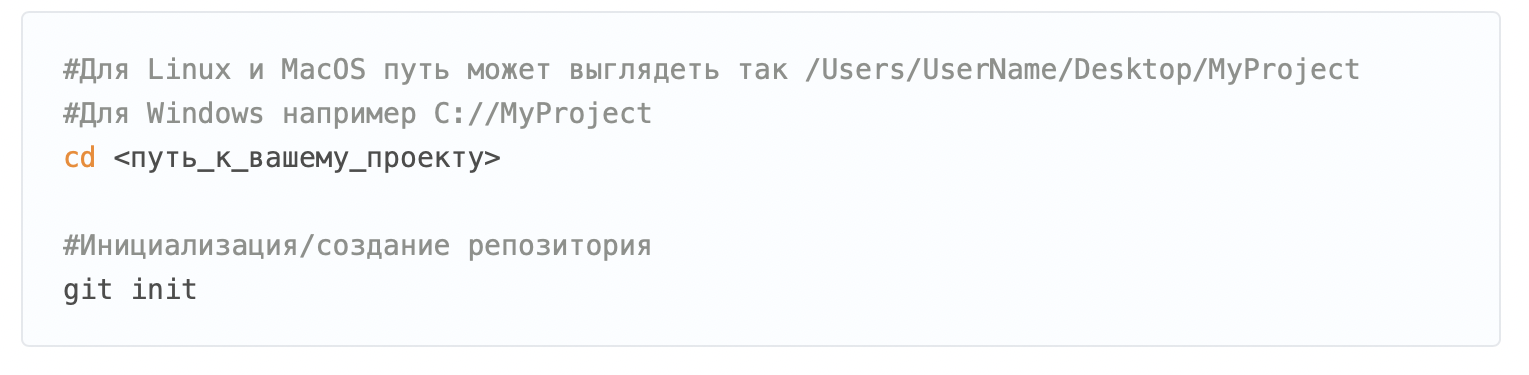 #Для Linux и MacOS путь может выглядеть так /Users/UserName/Desktop/MyProject
#Для Windows например C://MyProject
cd <путь_к_вашему_проекту>
#Инициализация/создание репозитория
git init